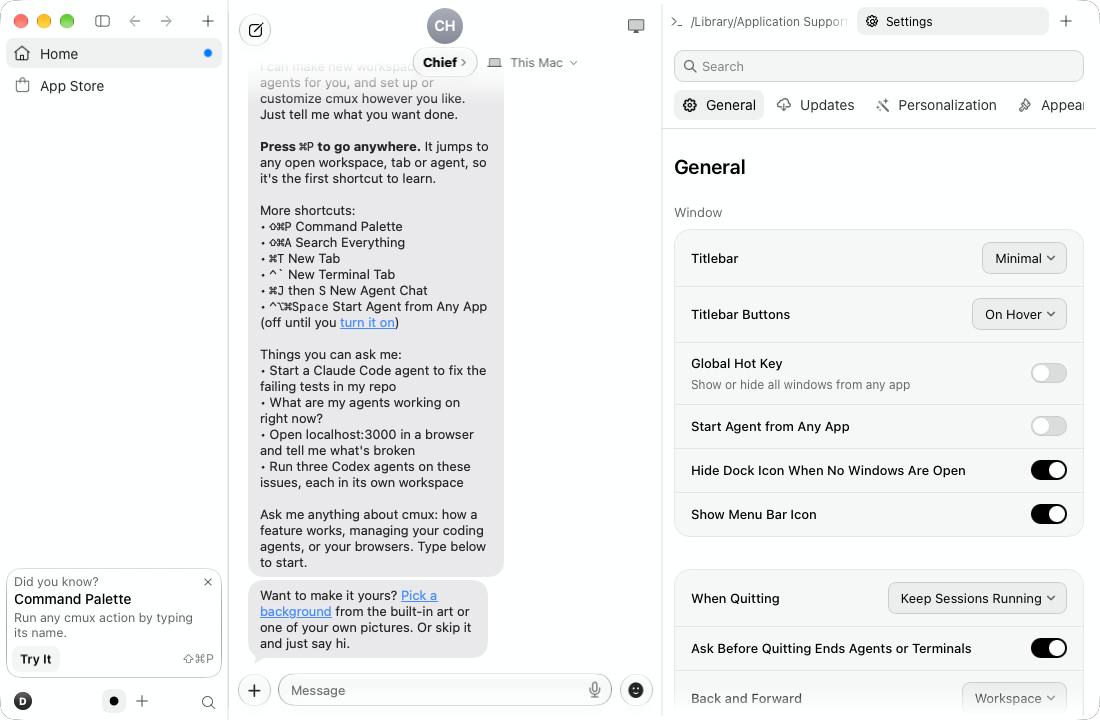 Home
App Store
Did you know?
Command Palette
Run any cmux action by typing
its name.
Try It
⇧⌘P
D
CH
Chief
This Mac
I can make new workspaces
agents for you, and set up or
customize cmux however you like.
Just tell me what you want done.
Press ⌘P to go anywhere. It jumps to
any open workspace, tab or agent, so
it's the first shortcut to learn.
More shortcuts:
• ⇧⌘P Command Palette
• ⇧⌘A Search Everything
• ⌘T New Tab
• ^` New Terminal Tab
• ⌘J then S New Agent Chat
• ^⌥⌘Space Start Agent from Any App
(off until you turn it on)
Things you can ask me:
• Start a Claude Code agent to fix the
failing tests in my repo
• What are my agents working on
right now?
• Open localhost:3000 in a browser
and tell me what's broken
• Run three Codex agents on these
issues, each in its own workspace
Ask me anything about cmux: how a
feature works, managing your coding
agents, or your browsers. Type below
to start.
Want to make it yours? Pick a
background from the built-in art or
one of your own pictures. Or skip it
and just say hi.
Message
/Library/Application Support
Settings
Search
General
Updates
Personalization
Appear
General
Window
Titlebar
Minimal
Titlebar Buttons
On Hover
Global Hot Key
Show or hide all windows from any app
Start Agent from Any App
Hide Dock Icon When No Windows Are Open
Show Menu Bar Icon
When Quitting
Keep Sessions Running
Ask Before Quitting Ends Agents or Terminals
Back and Forward
Workspace